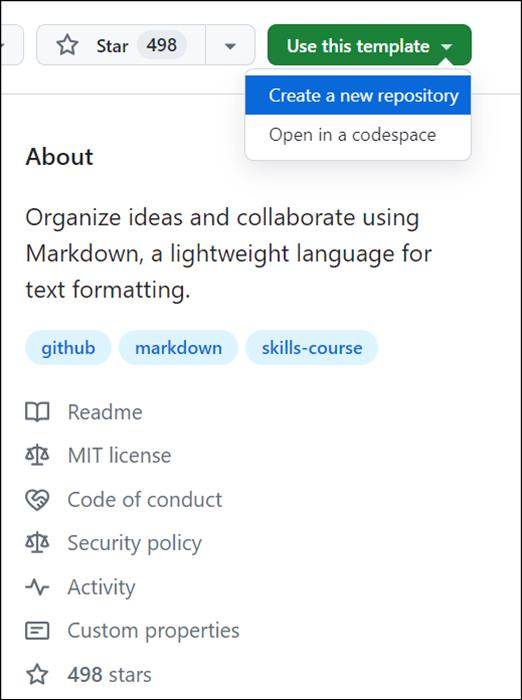 Star 498
Use this template
Create a new repository
Open in a codespace
About
Organize ideas and collaborate using
Markdown, a lightweight language for
text formatting.
github markdown skills-course
Readme
MIT license
Code of conduct
Security policy
Activity
Custom properties
498 stars